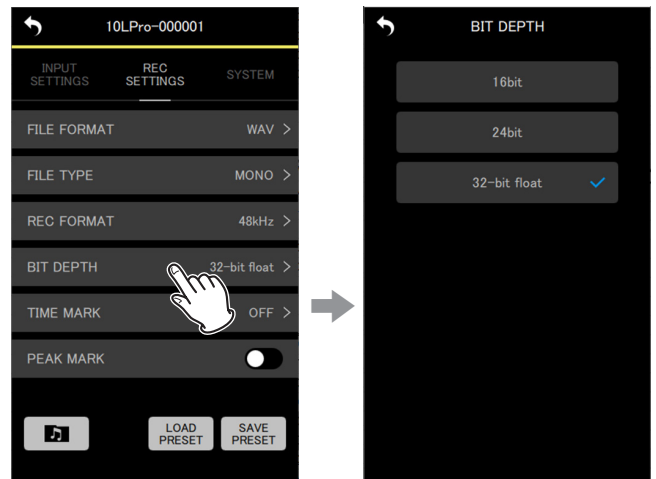 10LPro-000001
INPUT
SETTINGS
REC
SETTINGS
SYSTEM
FILE FORMAT WAV >
FILE TYPE MONO >
REC FORMAT 48kHz >
BIT DEPTH 32-bit float >
TIME MARK OFF >
PEAK MARK
LOAD
PRESET
SAVE
PRESET
BIT DEPTH
16bit
24bit
32-bit float